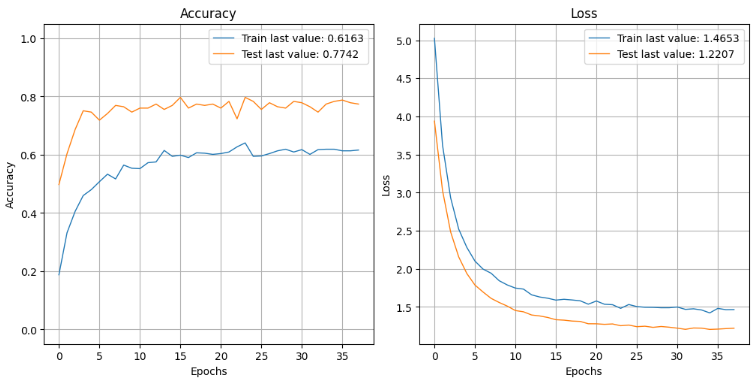 Accuracy
Train last value: 0.6163
Test last value: 0.7742
1.0
0.8
0.6
0.4
0.2
0.0
Accuracy
0 5 10 15 20 25 30 35
Epochs
Loss
Train last value: 1.4653
Test last value: 1.2207
5.0
4.5
4.0
3.5
3.0
2.5
2.0
1.5
Loss
0 5 10 15 20 25 30 35
Epochs